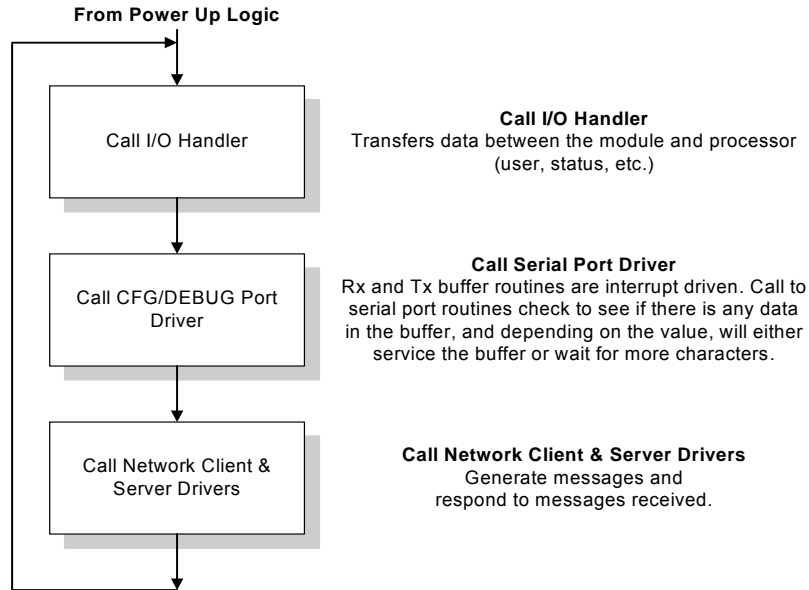 From Power Up Logic
Call I/O Handler
Call I/O Handler
Transfers data between the module and processor
(user, status, etc.)
Call CFG/DEBUG Port
Driver
Call Serial Port Driver
Rx and Tx buffer routines are interrupt driven. Call to
serial port routines check to see if there is any data
in the buffer, and depending on the value, will either
service the buffer or wait for more characters.
Call Network Client &
Server Drivers
Call Network Client & Server Drivers
Generate messages and
respond to messages received.